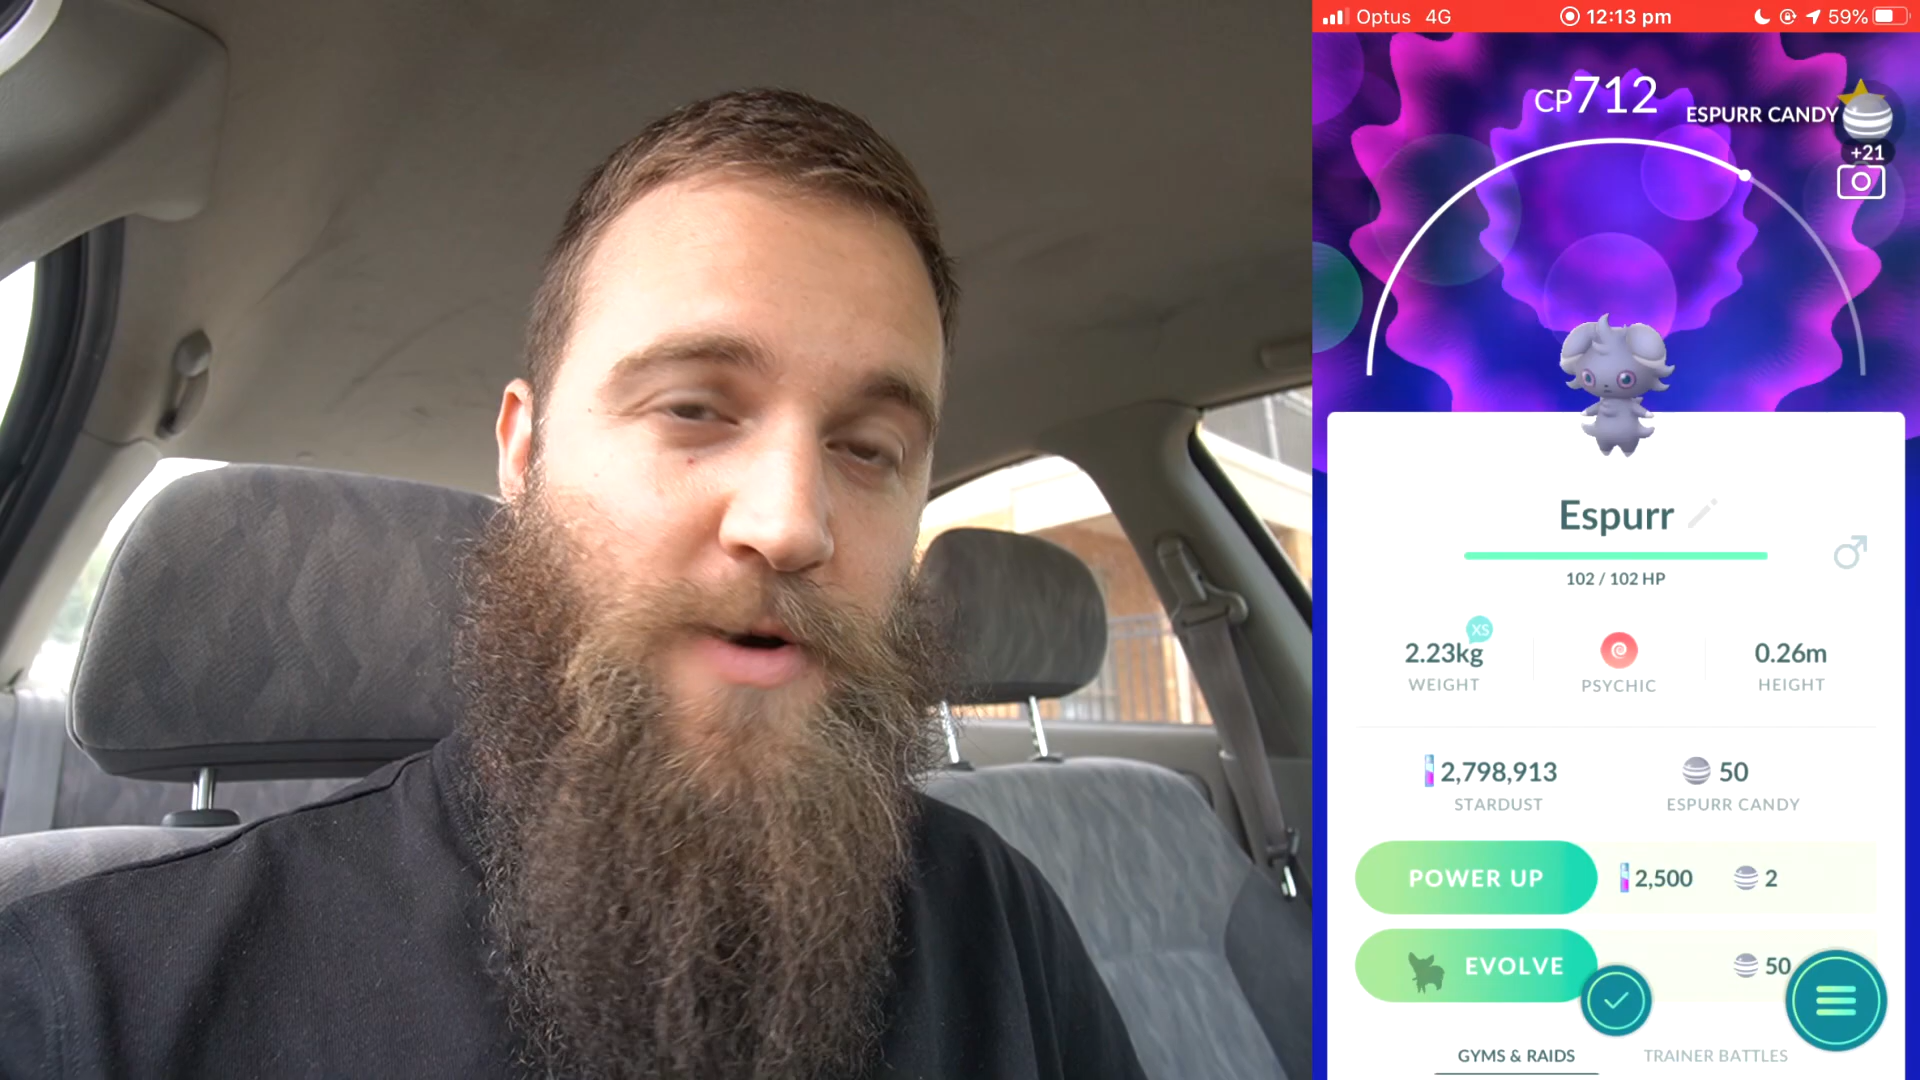 Optus 4G 12:13 pm 59%
CP712
ESPURR CANDY
+21
Espurr
102 / 102 HP
XS
2.23kg
WEIGHT
PSYCHIC
0.26m
HEIGHT
2,798,913
STARDUST
50
ESPURR CANDY
POWER UP 2,500 2
EVOLVE 50
GYMS & RAIDS TRAINER BATTLES